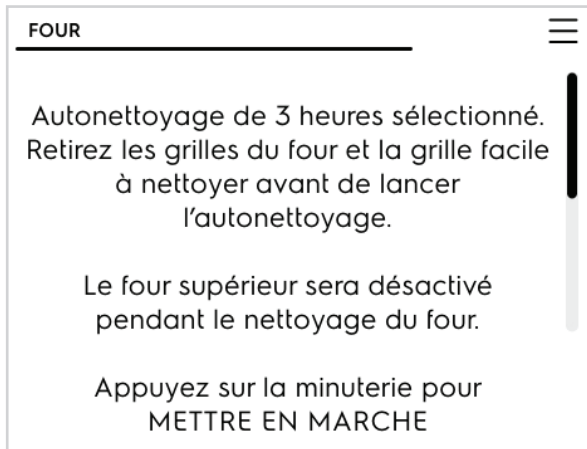 FOUR
Autonettoyage de 3 heures sélectionné.
Retirez les grilles du four et la grille facile
à nettoyer avant de lancer
l’autonettoyage.
Le four supérieur sera désactivé
pendant le nettoyage du four.
Appuyez sur la minuterie pour
METTRE EN MARCHE